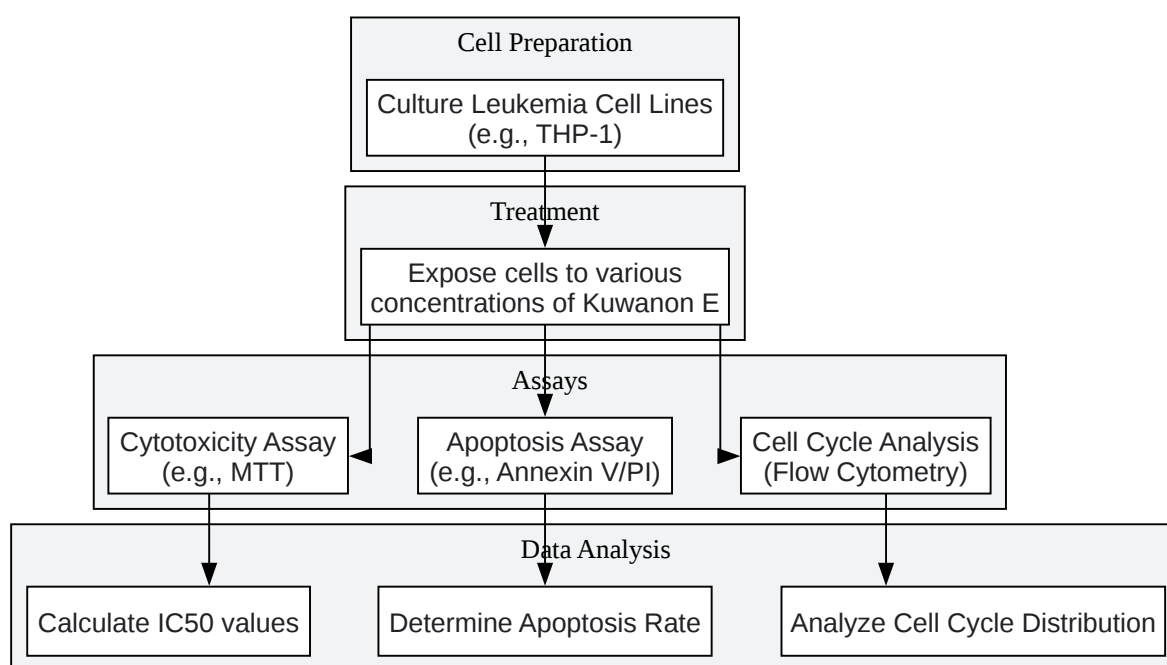 Cell Preparation
Culture Leukemia Cell Lines
(e.g., THP-1)
Treatment
Expose cells to various
concentrations of Kuwanon E
Assays
Cytotoxicity Assay
(e.g., MTT)
Apoptosis Assay
(e.g., Annexin V/PI)
Cell Cycle Analysis
(Flow Cytometry)
Data Analysis
Calculate IC50 values
Determine Apoptosis Rate
Analyze Cell Cycle Distribution